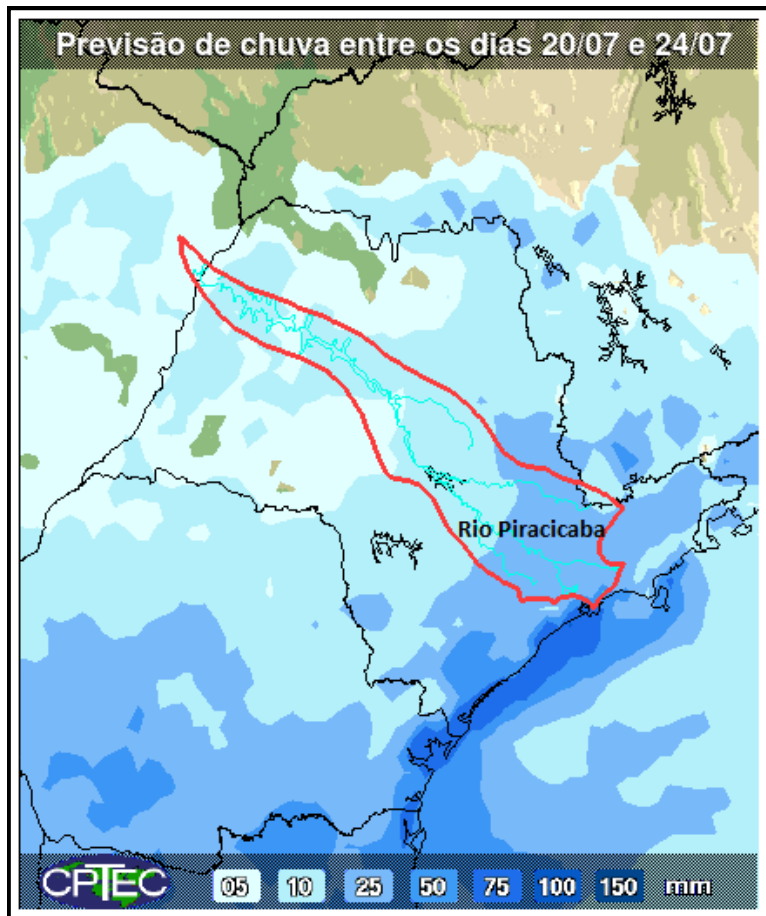 Previsão de chuva entre os dias 20/07 e 24/07
Rio Piracicaba
CPTEC 05 10 25 50 75 100 150 mm